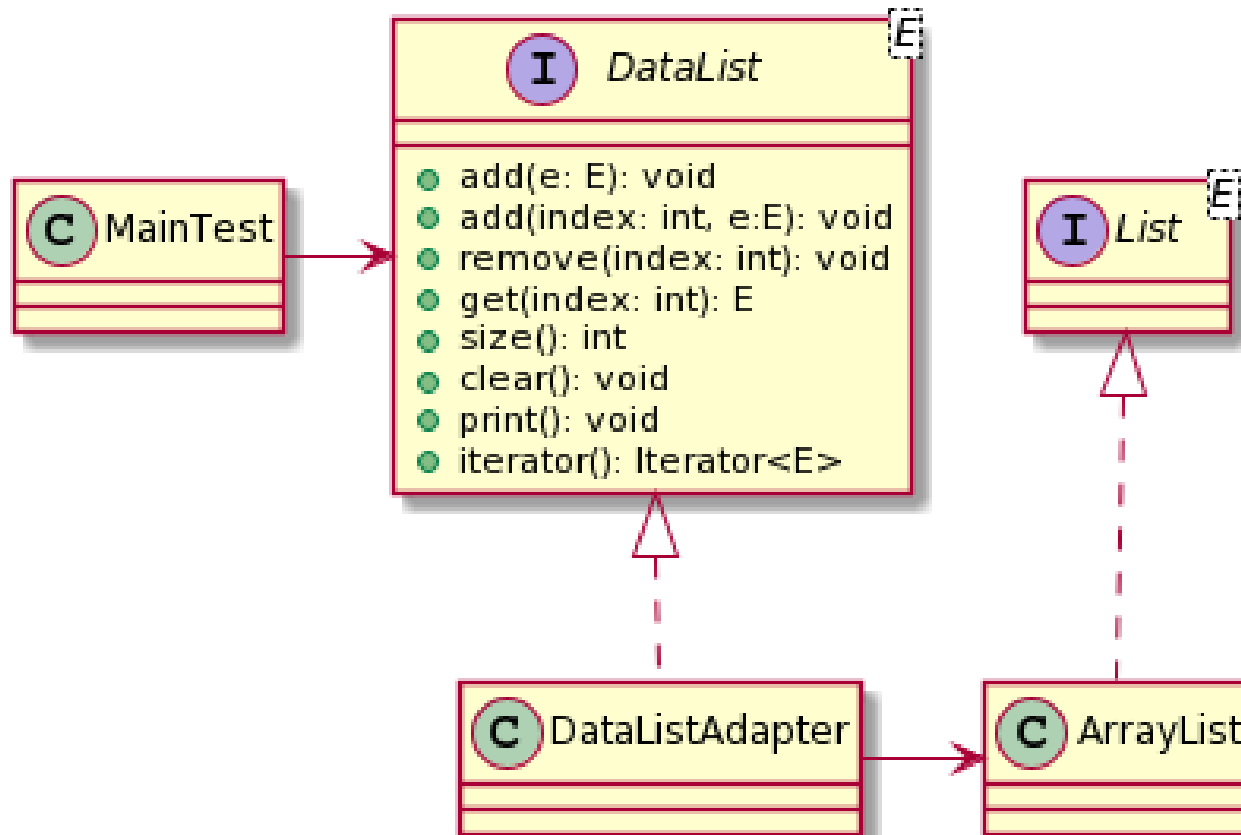 E
I DataList
add(e: E): void
add(index: int, e:E): void
remove(index: int): void
get(index: int): E
size(): int
clear(): void
print(): void
iterator(): Iterator<E>
C MainTest
E
I List
C DataListAdapter
C ArrayList